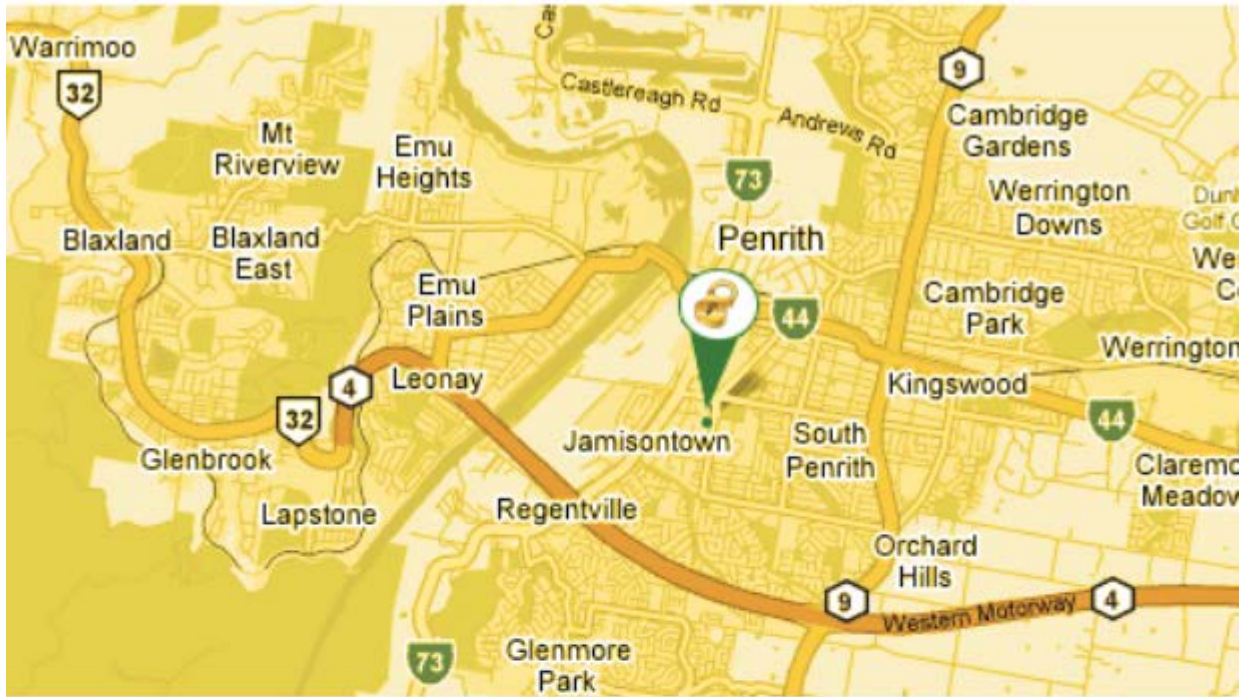 Warrimoo
32
Mt
Riverview
Emu
Heights
Castlereagh Rd
Andrews Rd
9
Cambridge
Gardens
73
Werrington
Downs
Golf
Blaxland
Blaxland
East
Penrith
Emu
Plains
44
Cambridge
Park
Werrington
4
Leonay
Kingswood
32
44
Glenbrook
Jamisontown
South
Penrith
Lapstone
Regentville
Orchard
Hills
9
Western Motorway
4
73
Glenmore
Park